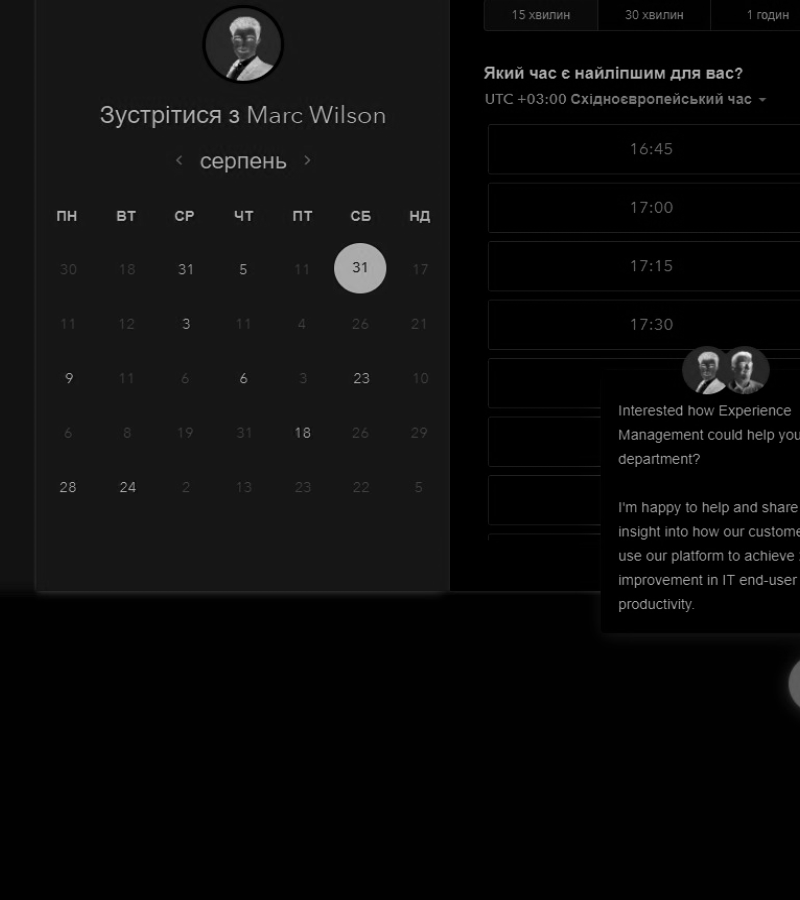 Зустрітися з Marc Wilson
серпень
ПН ВТ СР ЧТ ПТ СБ НД
30 18 31 5 11 31 17
11 12 3 11 4 26 21
9 11 6 6 3 23 10
6 8 19 31 18 26 29
28 24 2 13 23 22 5
15 хвилин 30 хвилин 1 годин
Який час є найліпшим для вас?
UTC +03:00 Східноєвропейський час
16:45
17:00
17:15
17:30
Interested how Experience
Management could help you
department?
I'm happy to help and share
insight into how our custome
use our platform to achieve
improvement in IT end-user
productivity.